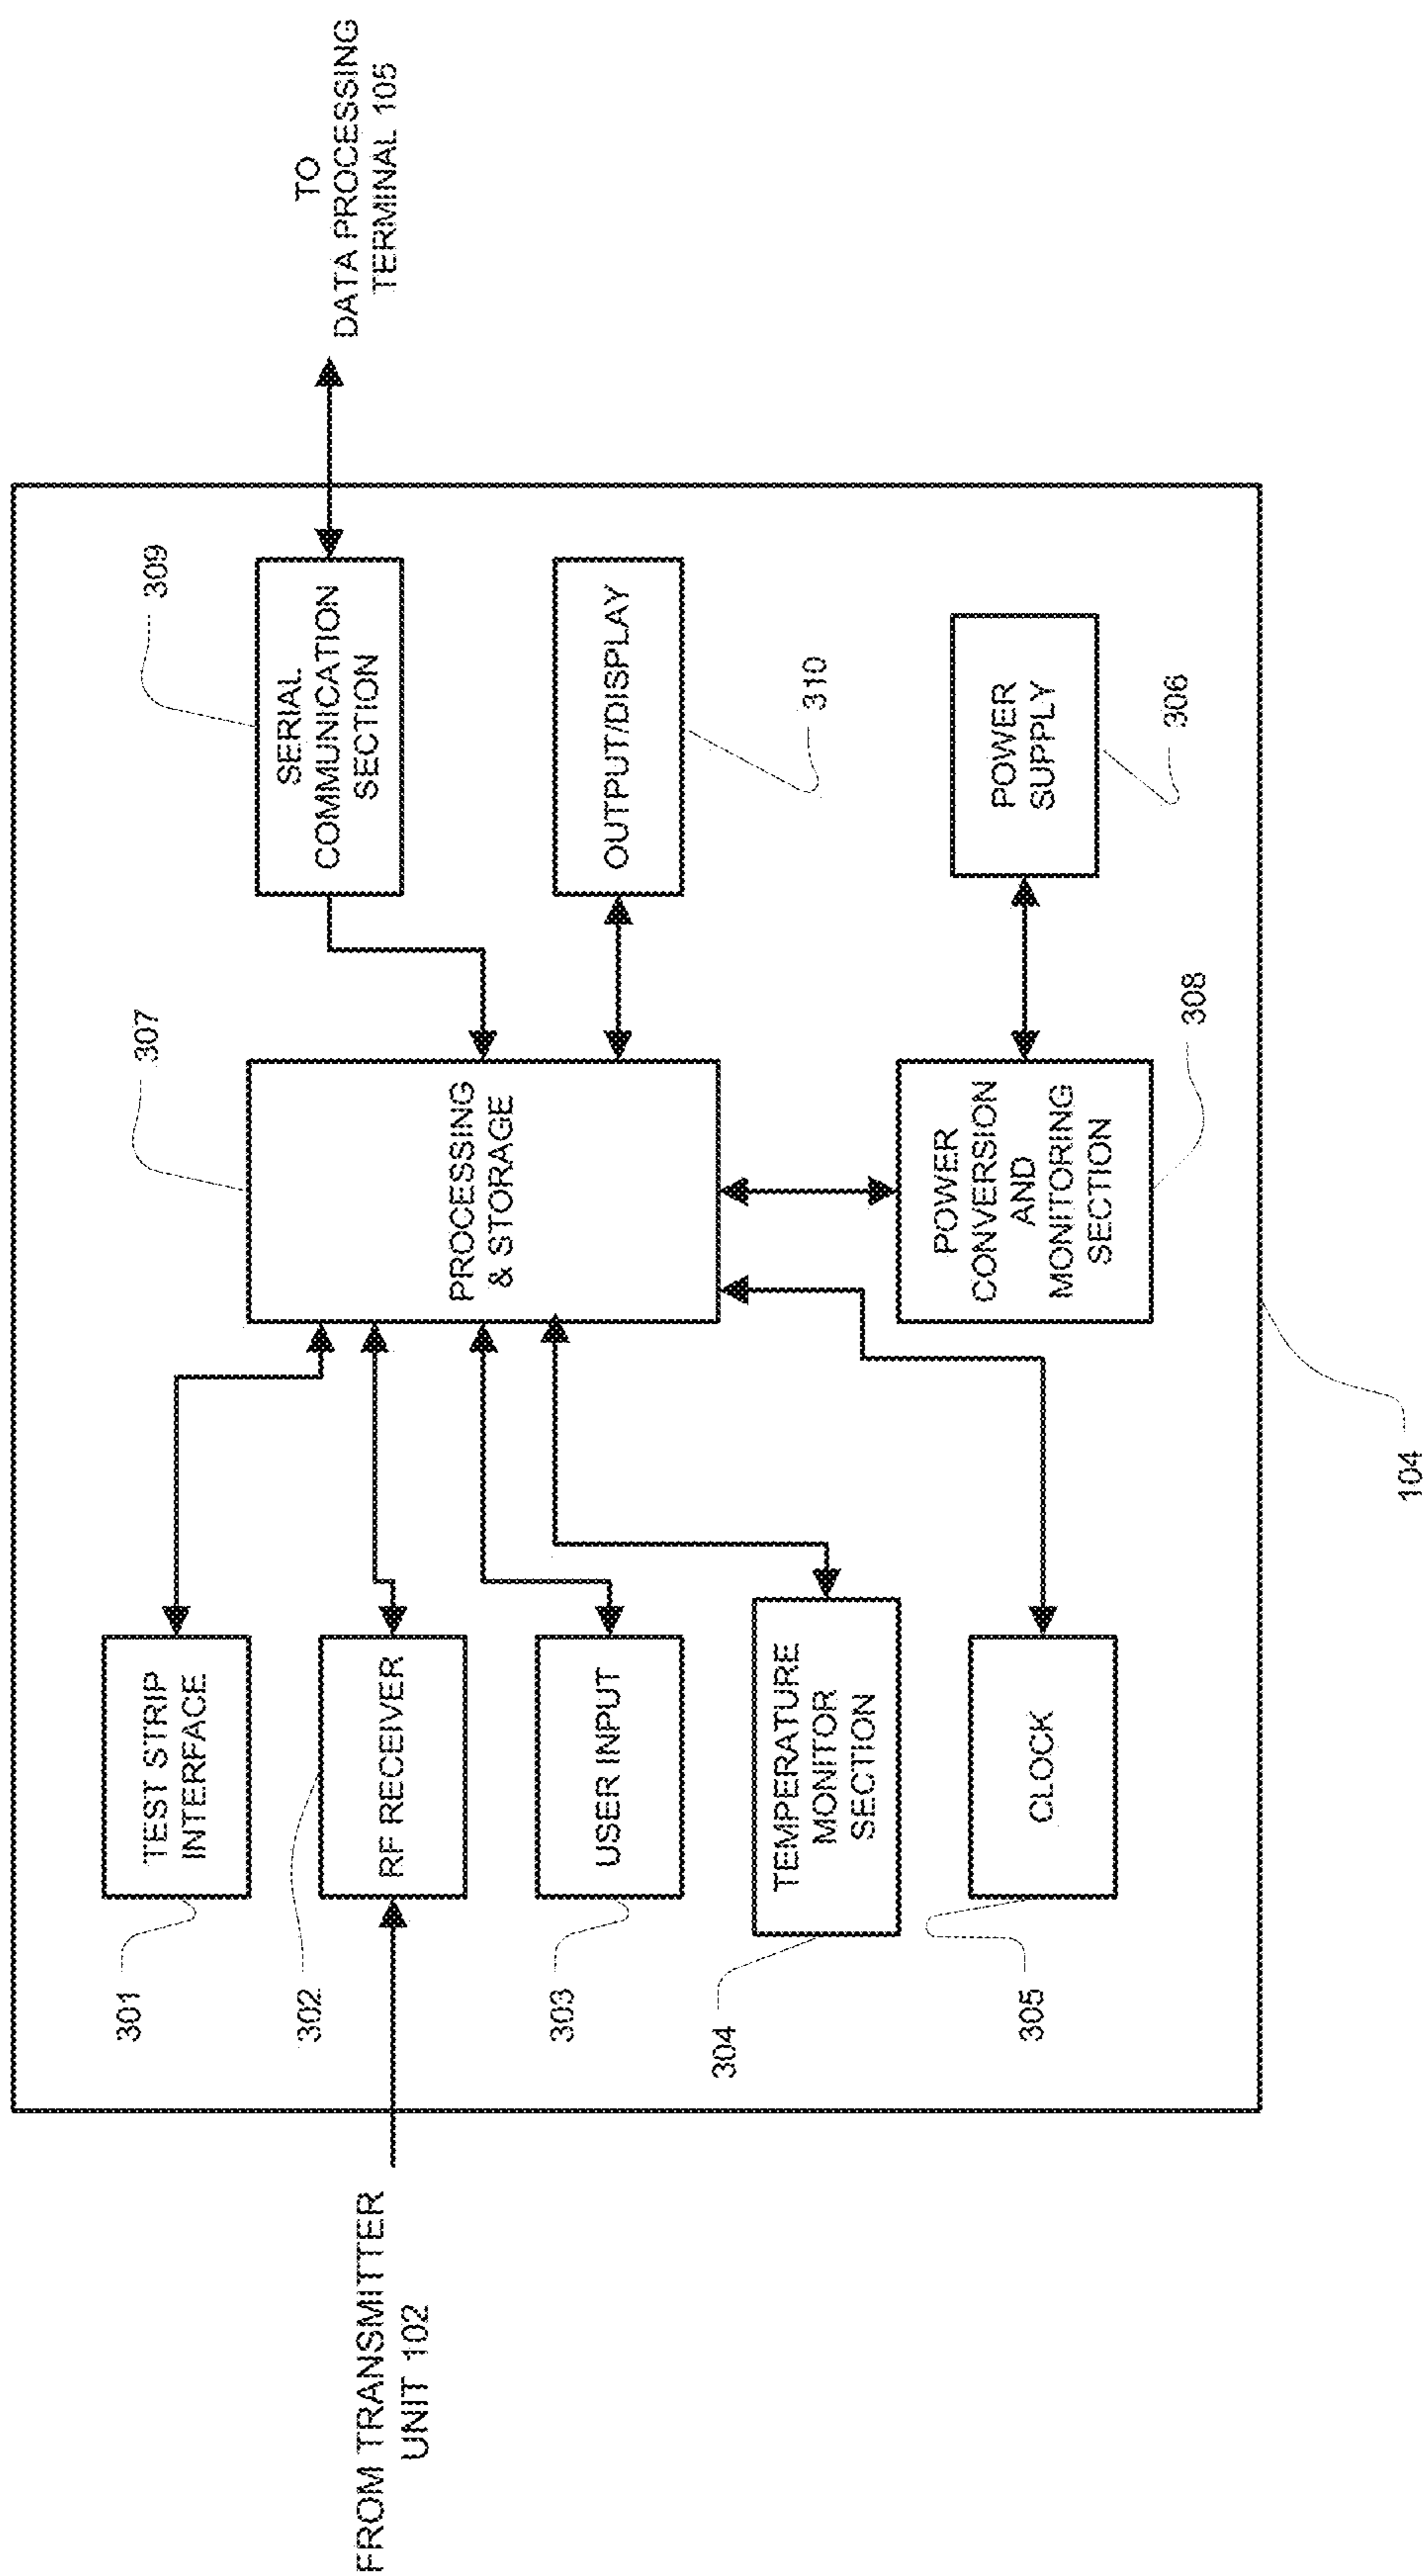 FROM TRANSMITTER
UNIT 102
301
TEST STRIP
INTERFACE
302
RF RECEIVER
303
USER INPUT
304
TEMPERATURE
MONITOR
SECTION
305
CLOCK
307
PROCESSING
& STORAGE
POWER
CONVERSION
AND
MONITORING
SECTION
308
309
SERIAL
COMMUNICATION
SECTION
OUTPUT/DISPLAY
310
POWER
SUPPLY
306
TO
DATA PROCESSING
TERMINAL 105
104